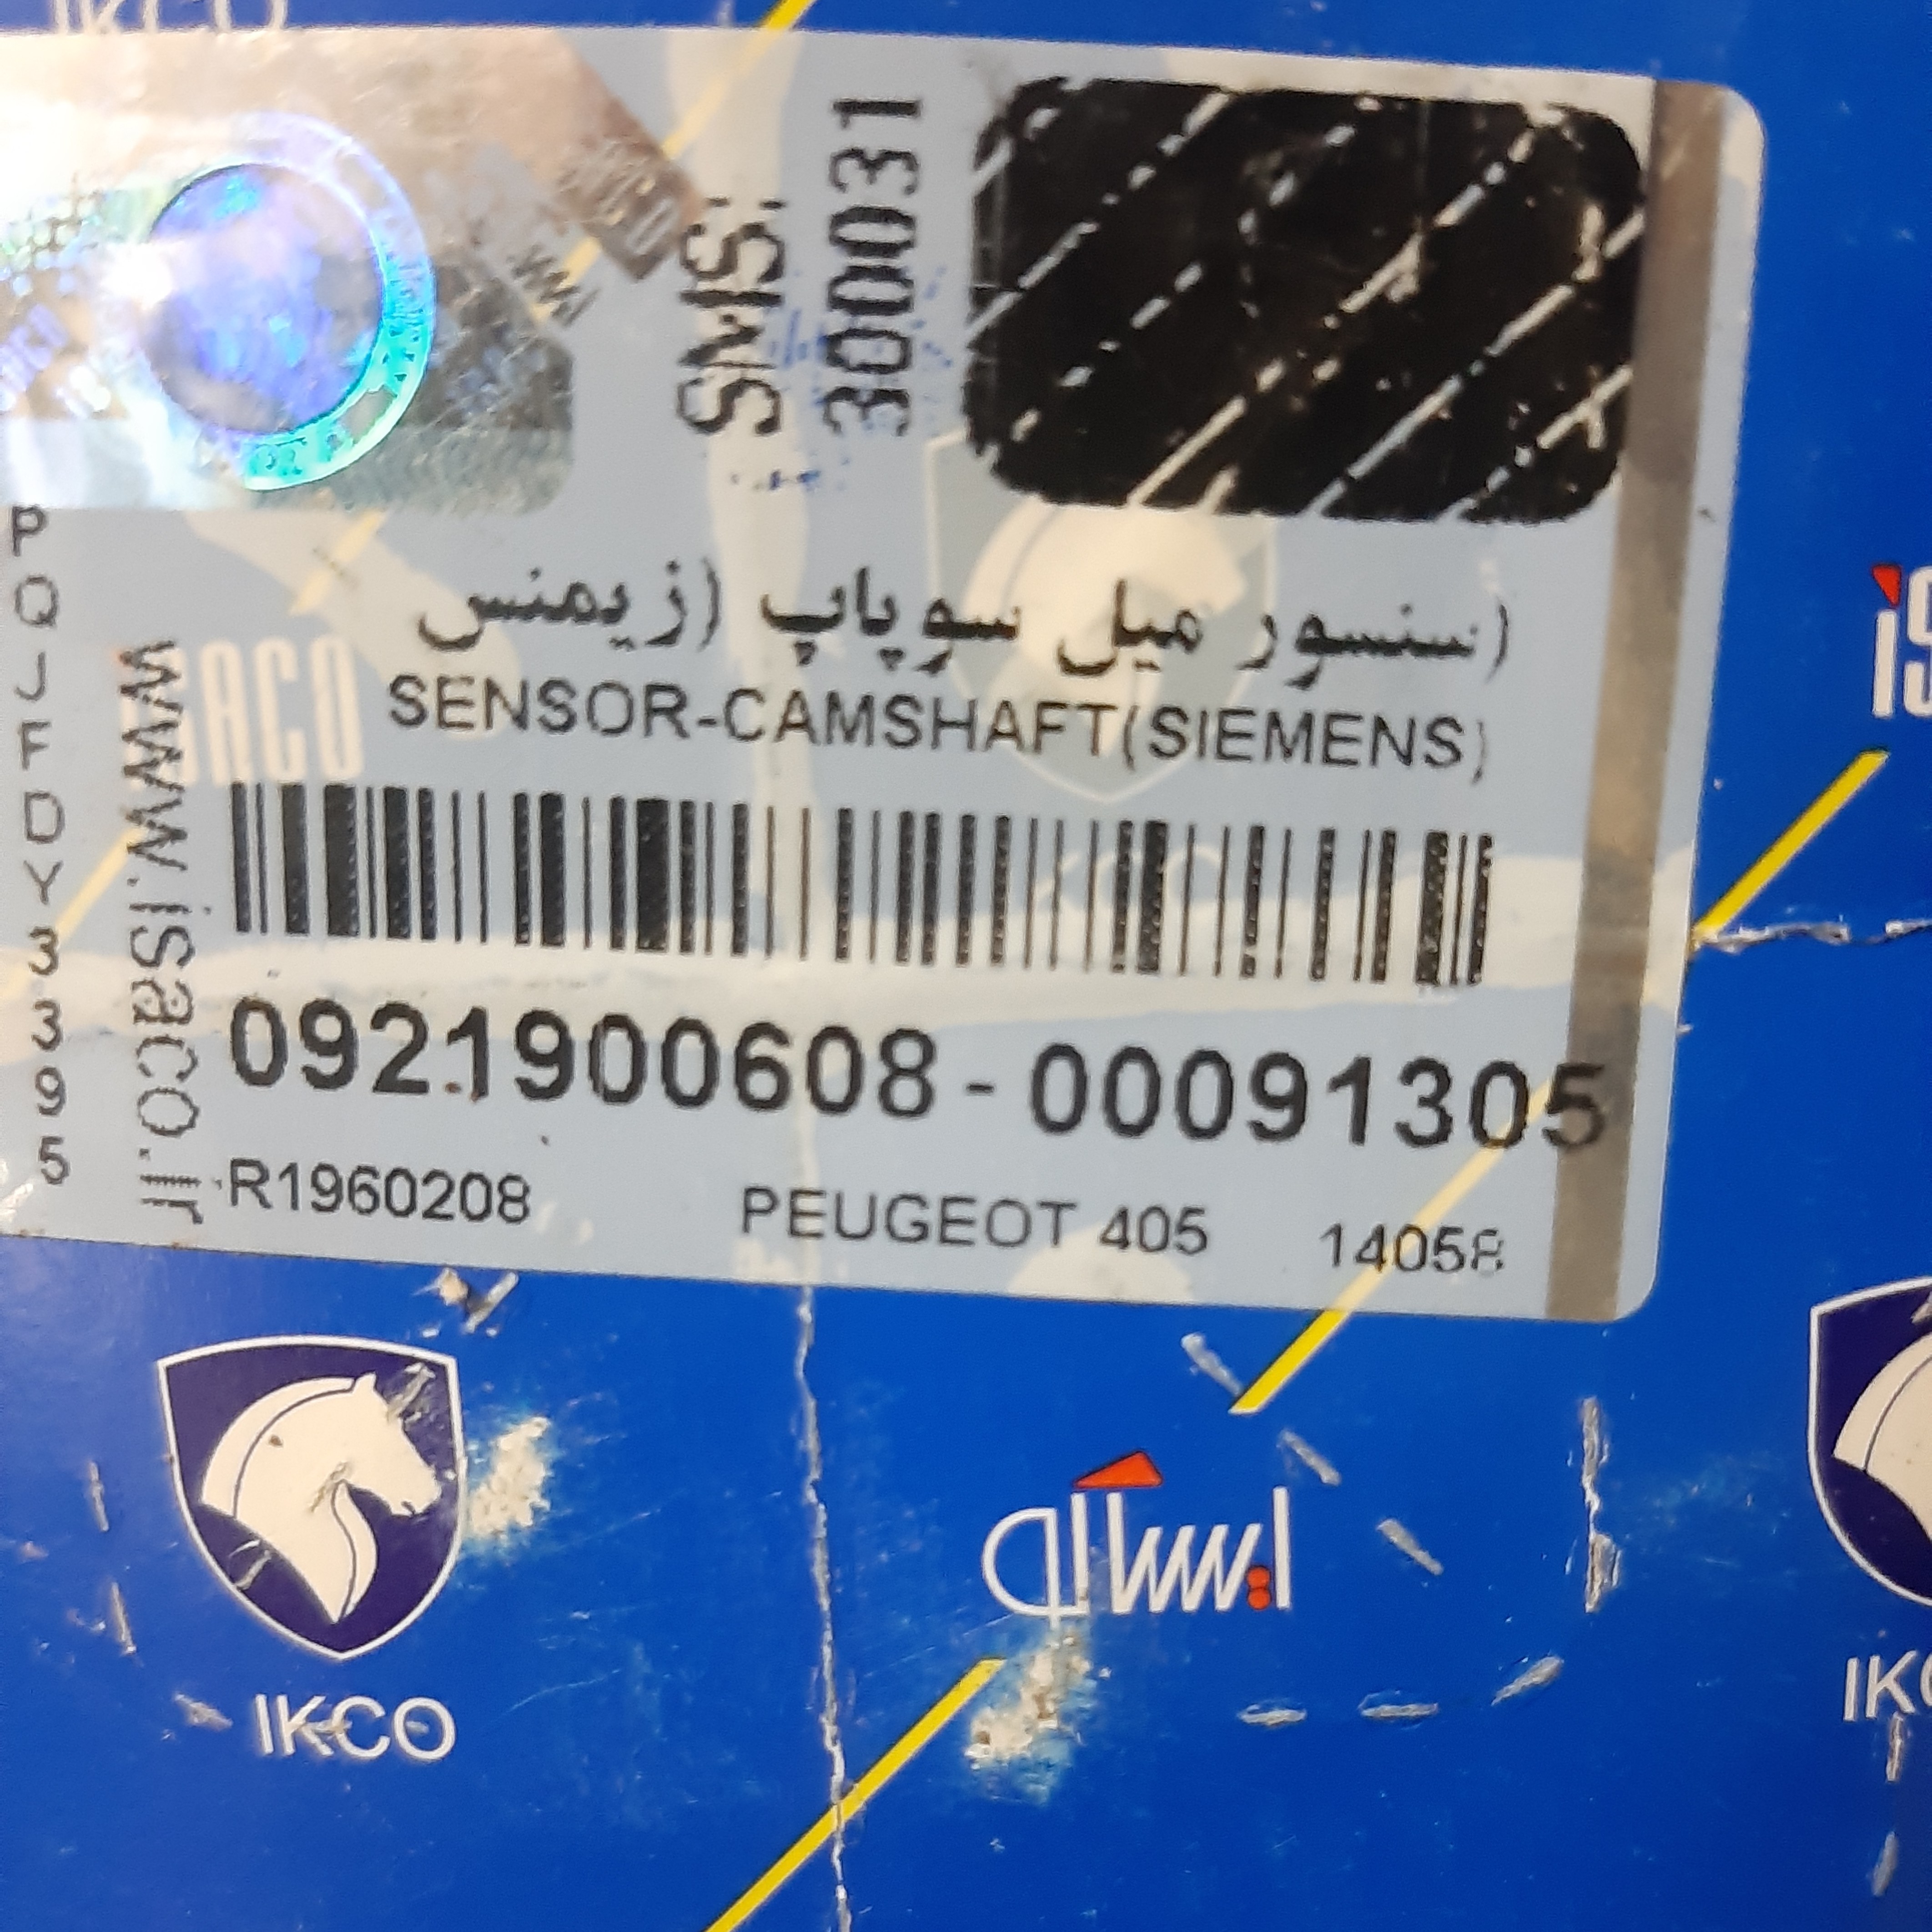 SMS:
300031
سنسور میل سوپاپ (زیمنس)
SENSOR-CAMSHAFT(SIEMENS)
PQJFDY3395
www.isaco.ir
0921900608-00091305
R1960208 PEUGEOT 405 14058
ایساکو
IKCO